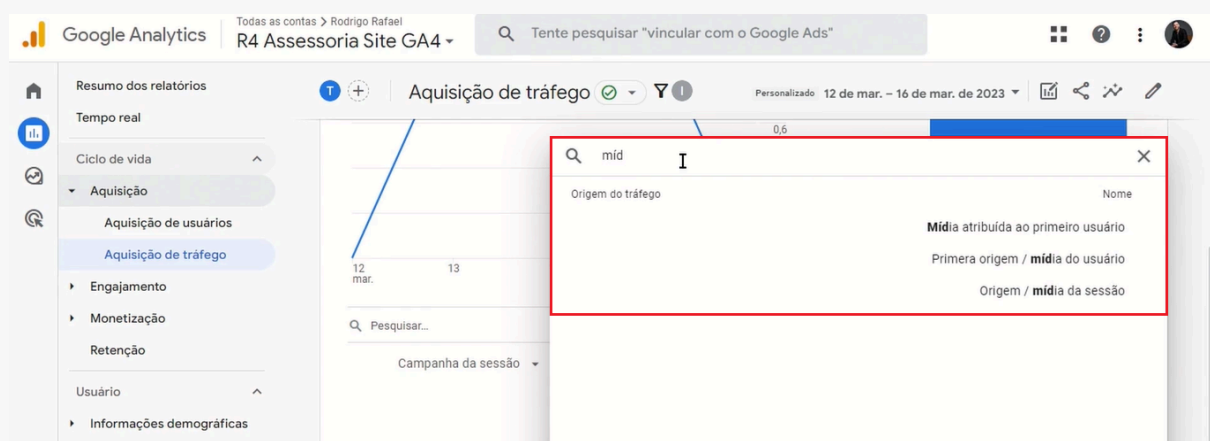 Google Analytics
Todas as contas > Rodrigo Rafael
R4 Assessoria Site GA4
Tente pesquisar "vincular com o Google Ads"
Resumo dos relatórios
Tempo real
Ciclo de vida
Aquisição
Aquisição de usuários
Aquisição de tráfego
Engajamento
Monetização
Retenção
Usuário
Informações demográficas
T
Aquisição de tráfego
I
Personalizado 12 de mar. – 16 de mar. de 2023
0,6
12
mar.
13
Pesquisar...
Campanha da sessão
míd
Origem do tráfego
Nome
Mídia atribuída ao primeiro usuário
Primera origem / mídia do usuário
Origem / mídia da sessão